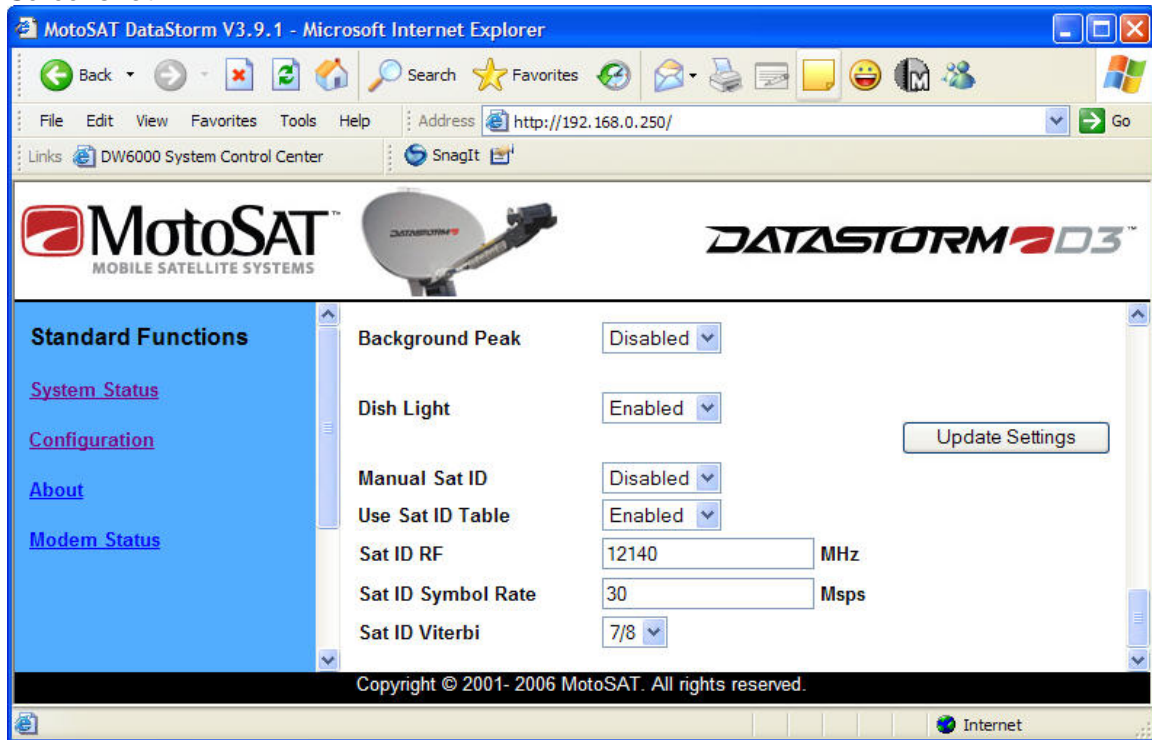 MotoSAT DataStorm V3.9.1 - Microsoft Internet Explorer
Back Search Favorites
File Edit View Favorites Tools Help Address http://192.168.0.250/ Go
Links DW6000 System Control Center SnagIt
MotoSAT™
MOBILE SATELLITE SYSTEMS
DATASTORM
DATASTORM D3™
Standard Functions
System Status
Configuration
About
Modem Status
Background Peak Disabled
Dish Light Enabled
Update Settings
Manual Sat ID Disabled
Use Sat ID Table Enabled
Sat ID RF 12140 MHz
Sat ID Symbol Rate 30 Msps
Sat ID Viterbi 7/8
Copyright © 2001- 2006 MotoSAT. All rights reserved.
Internet